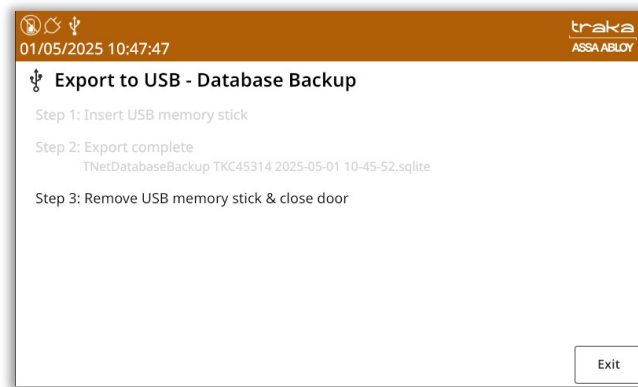 01/05/2025 10:47:47
traka
ASSA ABLOY
Export to USB - Database Backup
Step 1: Insert USB memory stick
Step 2: Export complete
TNetDatabaseBackup TKC45314 2025-05-01 10-45-52.sqlite
Step 3: Remove USB memory stick & close door
Exit